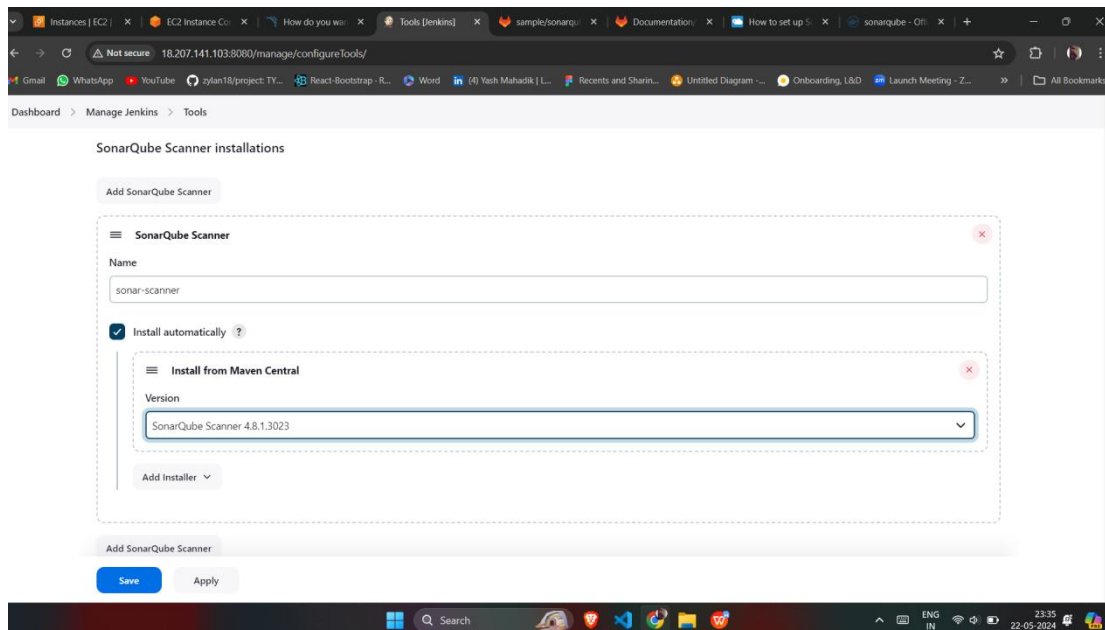 Instances | EC2 |
EC2 Instance Co
How do you wa
Tools [Jenkins]
sample/sonarqu
Documentation/
How to set up S
sonarqube - Off
Not secure 18.207.141.103:8080/manage/configureTools/
Gmail WhatsApp YouTube zylan18/project: TY... React-Bootstrap - R... Word (4) Yash Mahadik | L... Recents and Sharin... Untitled Diagram -... Onboarding, L&D Launch Meeting - Z... » All Bookmarks
Dashboard > Manage Jenkins > Tools
SonarQube Scanner installations
Add SonarQube Scanner
SonarQube Scanner
Name
sonar-scanner
Install automatically ?
Install from Maven Central
Version
SonarQube Scanner 4.8.1.3023
Add Installer
Add SonarQube Scanner
Save Apply
Search
ENG
IN
23:35
22-05-2024